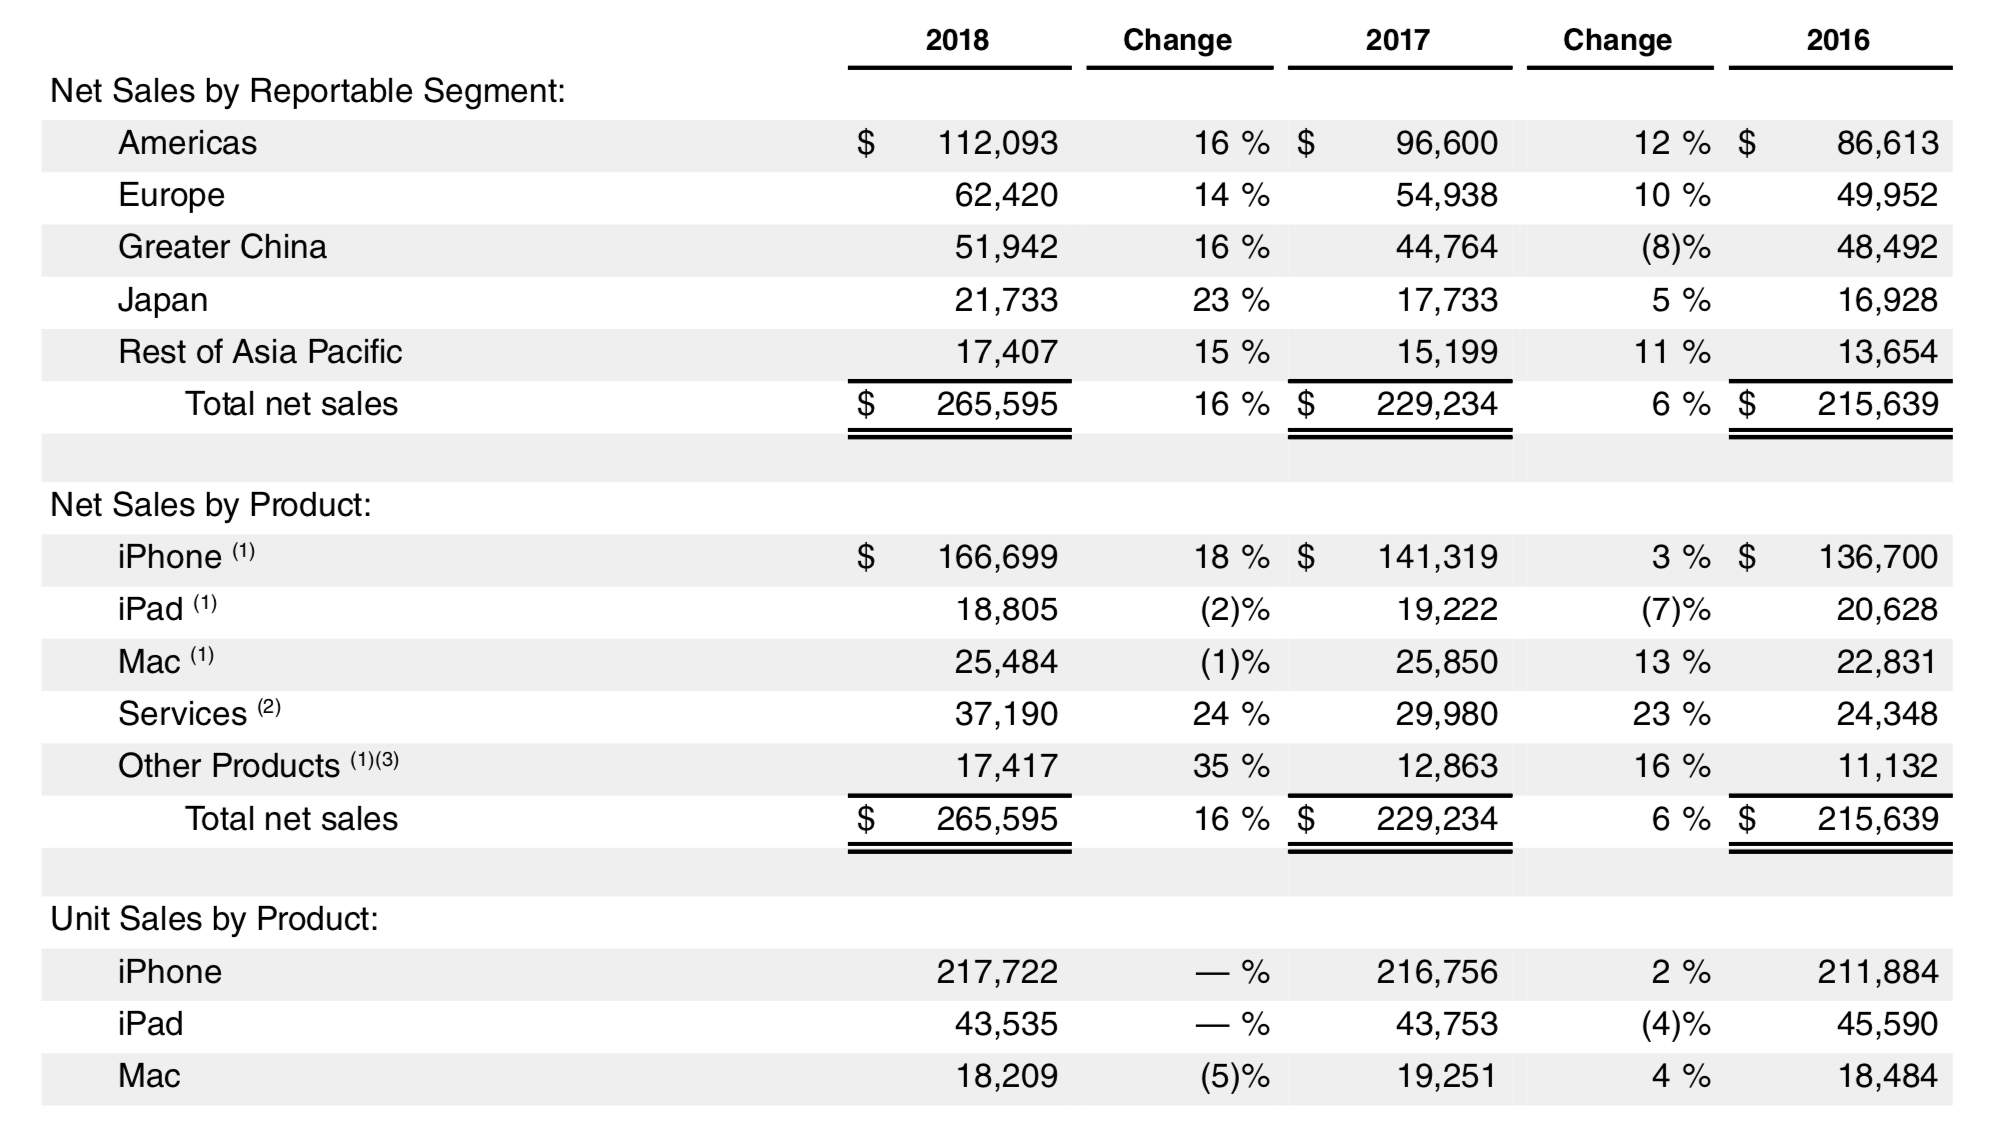 2018 Change 2017 Change 2016
Net Sales by Reportable Segment:
Americas $ 112,093 16 % $ 96,600 12 % $ 86,613
Europe 62,420 14 % 54,938 10 % 49,952
Greater China 51,942 16 % 44,764 (8)% 48,492
Japan 21,733 23 % 17,733 5 % 16,928
Rest of Asia Pacific 17,407 15 % 15,199 11 % 13,654
Total net sales $ 265,595 16 % $ 229,234 6 % $ 215,639
Net Sales by Product:
iPhone (1) $ 166,699 18 % $ 141,319 3 % $ 136,700
iPad (1) 18,805 (2)% 19,222 (7)% 20,628
Mac (1) 25,484 (1)% 25,850 13 % 22,831
Services (2) 37,190 24 % 29,980 23 % 24,348
Other Products (1)(3) 17,417 35 % 12,863 16 % 11,132
Total net sales $ 265,595 16 % $ 229,234 6 % $ 215,639
Unit Sales by Product:
iPhone 217,722 — % 216,756 2 % 211,884
iPad 43,535 — % 43,753 (4)% 45,590
Mac 18,209 (5)% 19,251 4 % 18,484